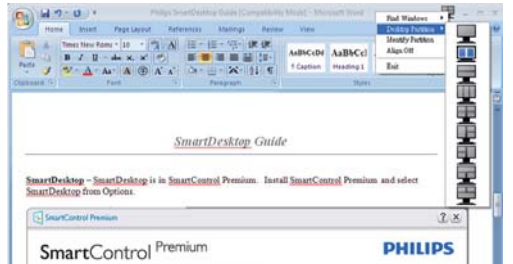 Philips SmartDesktop Guide [Compatibility Mode] - Microsoft Word
Home Insert Page Layout References Mailings Review View
Times New Roma 10
Paste
AaBbCcDd AaBbCcI
¶ Caption Heading 1
Clipboard Font Paragraph Styles
Find Windows
Desktop Partition
Identify Partition
Align Off
Exit
SmartDesktop Guide
SmartDesktop – SmartDesktop is in SmartControl Premium. Install SmartControl Premium and select
SmartDesktop from Options.
SmartControl Premium
SmartControl Premium
PHILIPS